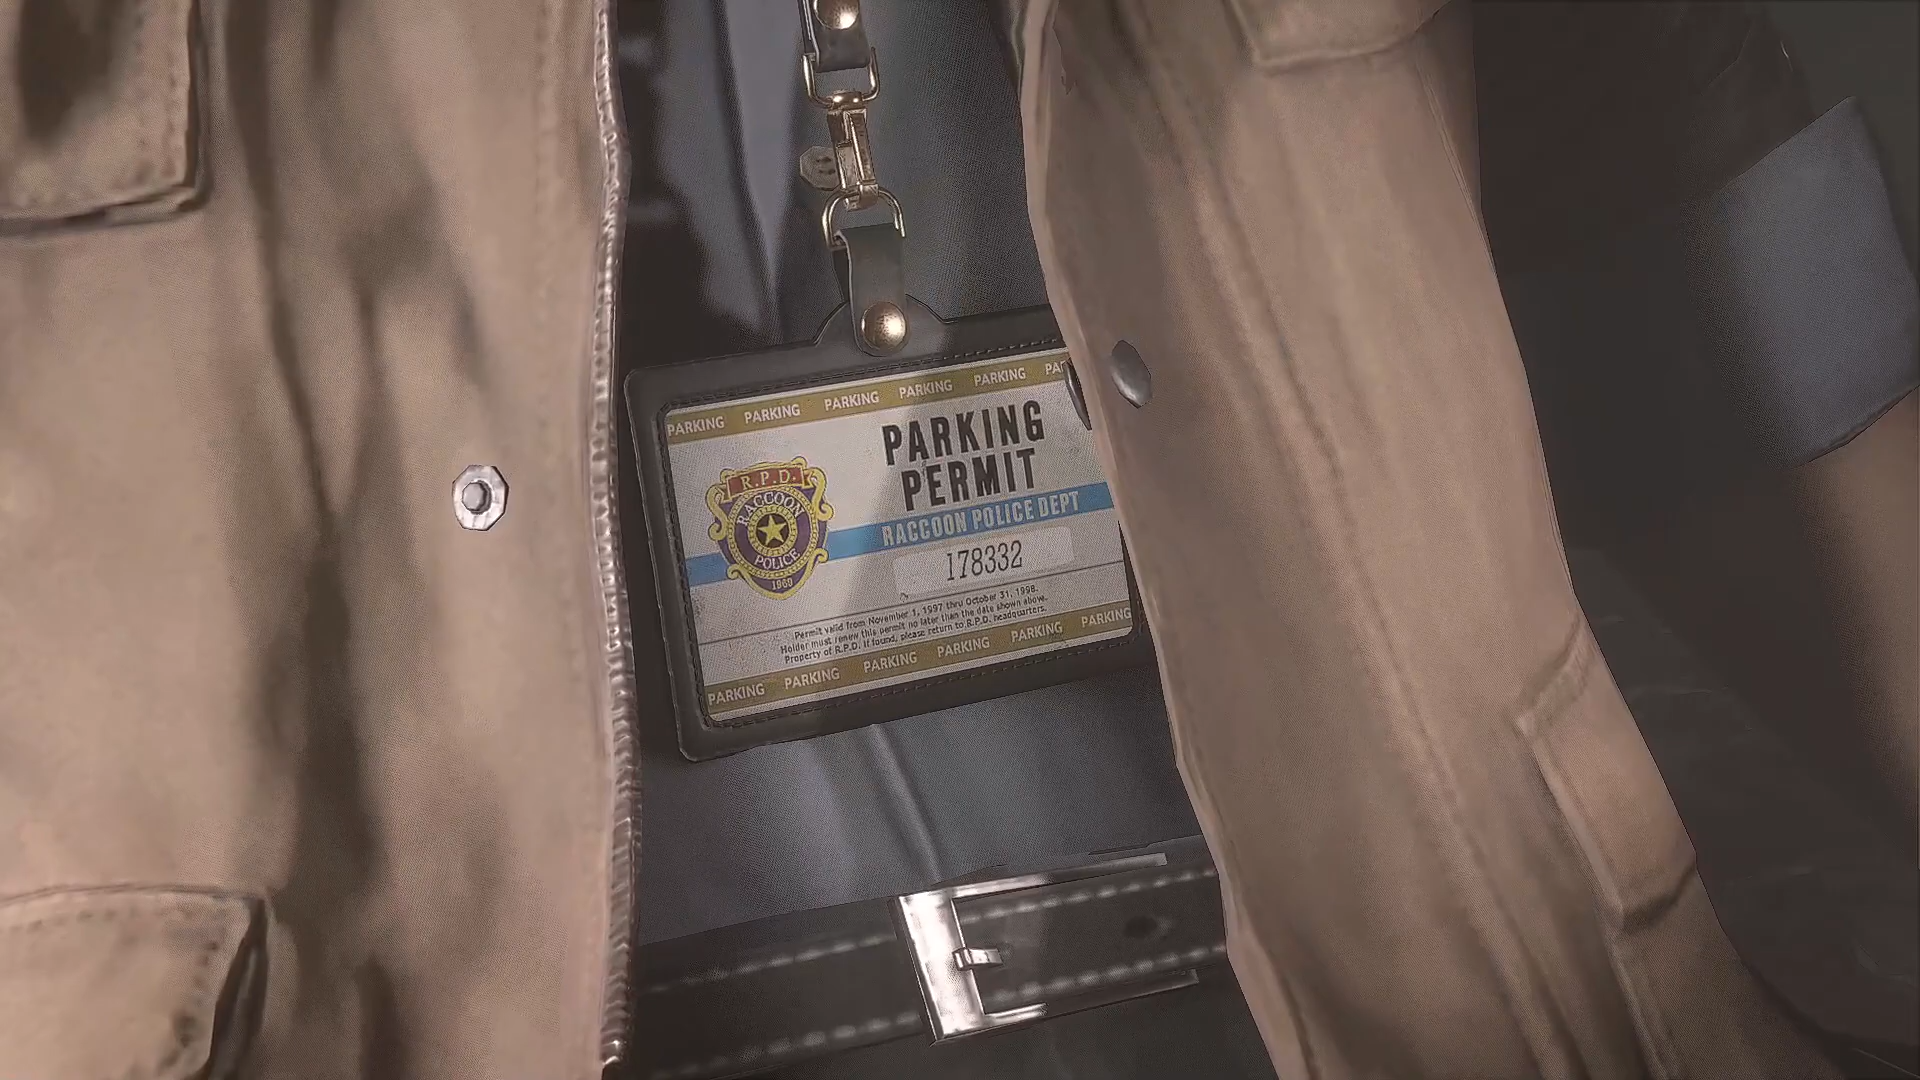 PARKING PARKING PARKING PARKING PARKING PA
PARKING
PERMIT
R.P.D.
RACCOON
POLICE
1969
RACCOON POLICE DEPT
178332
Permit valid from November 1, 1997 thru October 31, 1998.
Holder must renew this permit no later than the date shown above.
Property of R.P.D. If found, please return to R.P.D. headquarters.
PARKING PARKING PARKING PARKING PARKING PARKING